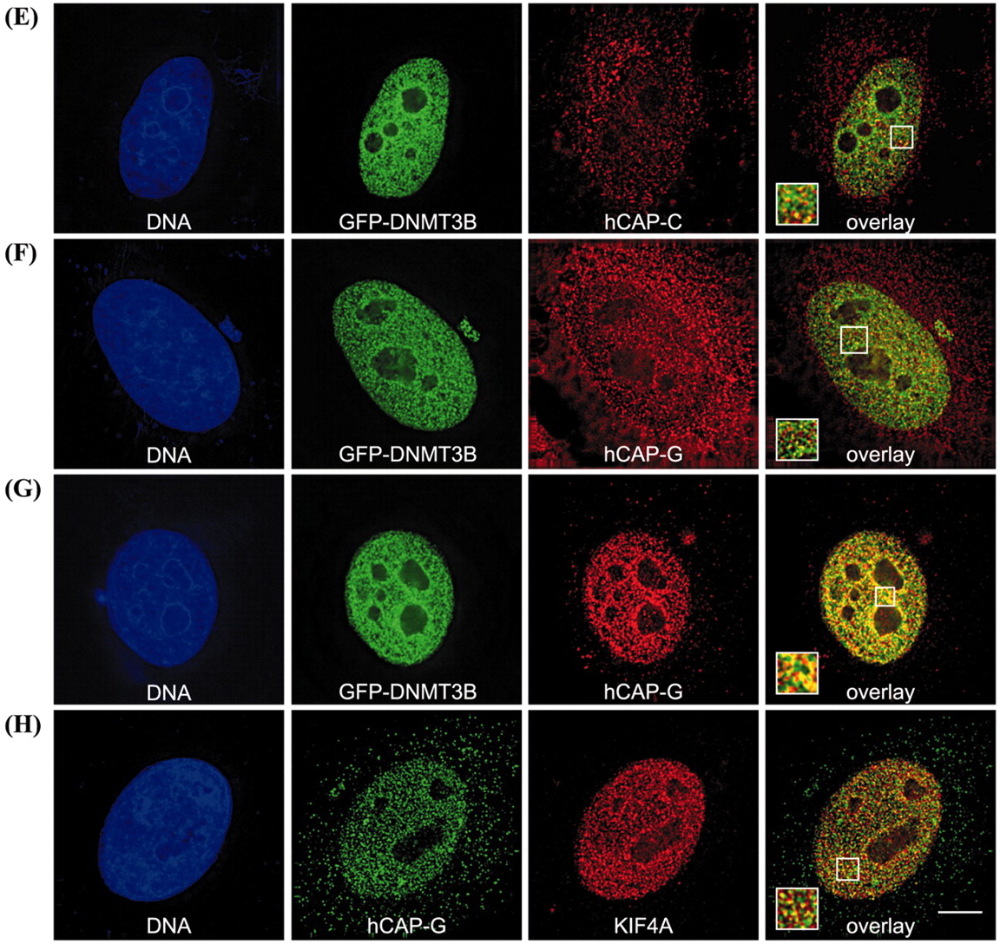 (E)
DNA GFP-DNMT3B hCAP-C overlay
(F)
DNA GFP-DNMT3B hCAP-G overlay
(G)
DNA GFP-DNMT3B hCAP-G overlay
(H)
DNA hCAP-G KIF4A overlay